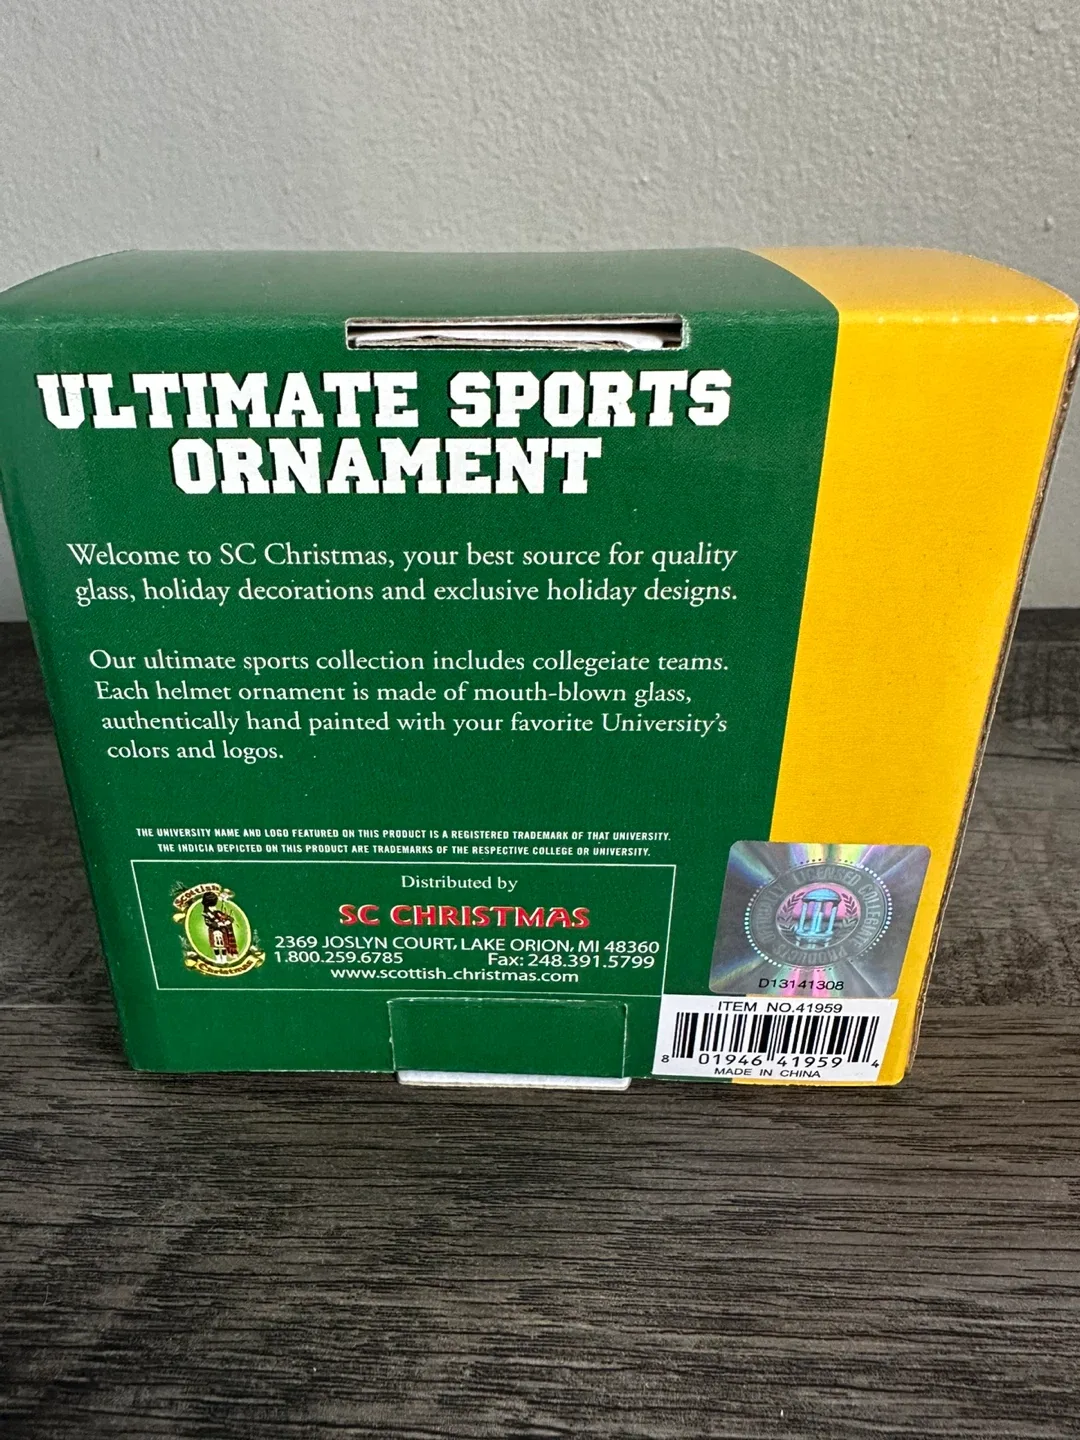 ULTIMATE SPORTS
ORNAMENT
Welcome to SC Christmas, your best source for quality
glass, holiday decorations and exclusive holiday designs.
Our ultimate sports collection includes collegeiate teams.
Each helmet ornament is made of mouth-blown glass,
authentically hand painted with your favorite University's
colors and logos.
THE UNIVERSITY NAME AND LOGO FEATURED ON THIS PRODUCT IS A REGISTERED TRADEMARK OF THAT UNIVERSITY.
THE INDICIA DEPICTED ON THIS PRODUCT ARE TRADEMARKS OF THE RESPECTIVE COLLEGE OR UNIVERSITY.
Distributed by
SC CHRISTMAS
2369 JOSLYN COURT, LAKE ORION, MI 48360
1.800.259.6785 Fax: 248.391.5799
www.scottish_christmas.com
Scottish
Christmas
OFFICIALLY LICENSED COLLEGIATE PRODUCTS
D13141308
ITEM NO.41959
8 01946 41959 4
MADE IN CHINA